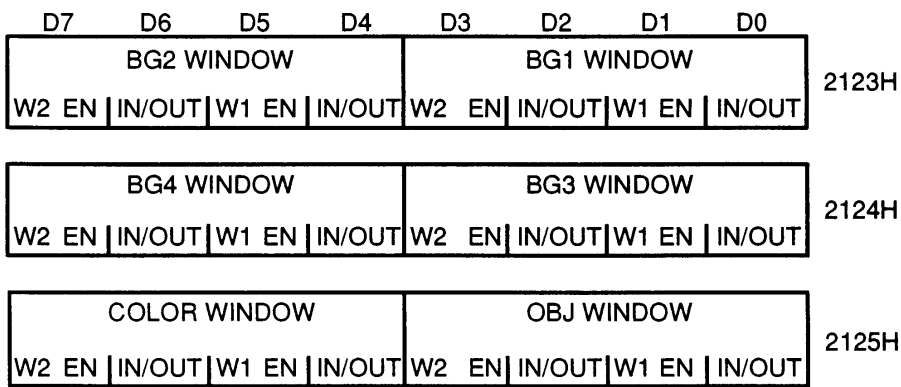 D7 D6 D5 D4 D3 D2 D1 D0
BG2 WINDOW BG1 WINDOW
2123H
W2 EN IN/OUT W1 EN IN/OUT W2 EN IN/OUT W1 EN IN/OUT
BG4 WINDOW BG3 WINDOW
2124H
W2 EN IN/OUT W1 EN IN/OUT W2 EN IN/OUT W1 EN IN/OUT
COLOR WINDOW OBJ WINDOW
2125H
W2 EN IN/OUT W1 EN IN/OUT W2 EN IN/OUT W1 EN IN/OUT